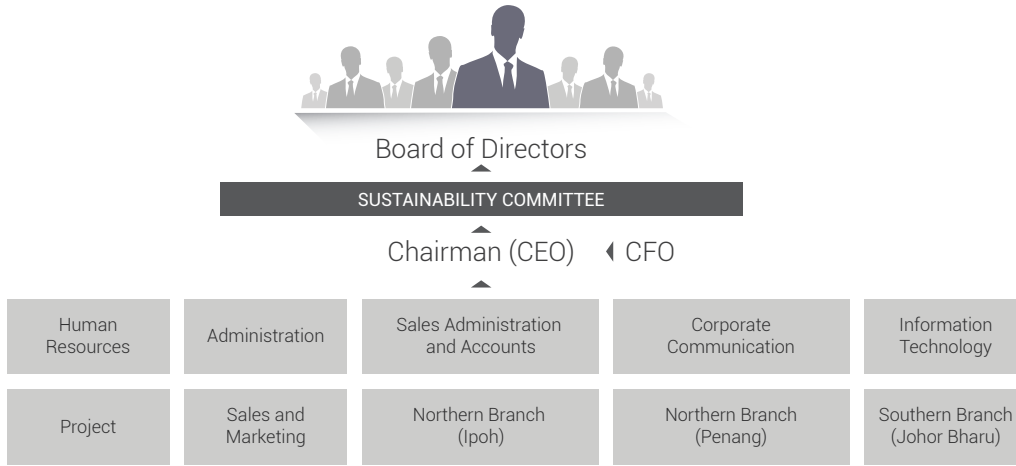 Board of Directors
SUSTAINABILITY COMMITTEE
Chairman (CEO)
CFO
Human
Resources
Administration
Sales Administration
and Accounts
Corporate
Communication
Information
Technology
Project
Sales and
Marketing
Northern Branch
(Ipoh)
Northern Branch
(Penang)
Southern Branch
(Johor Bharu)